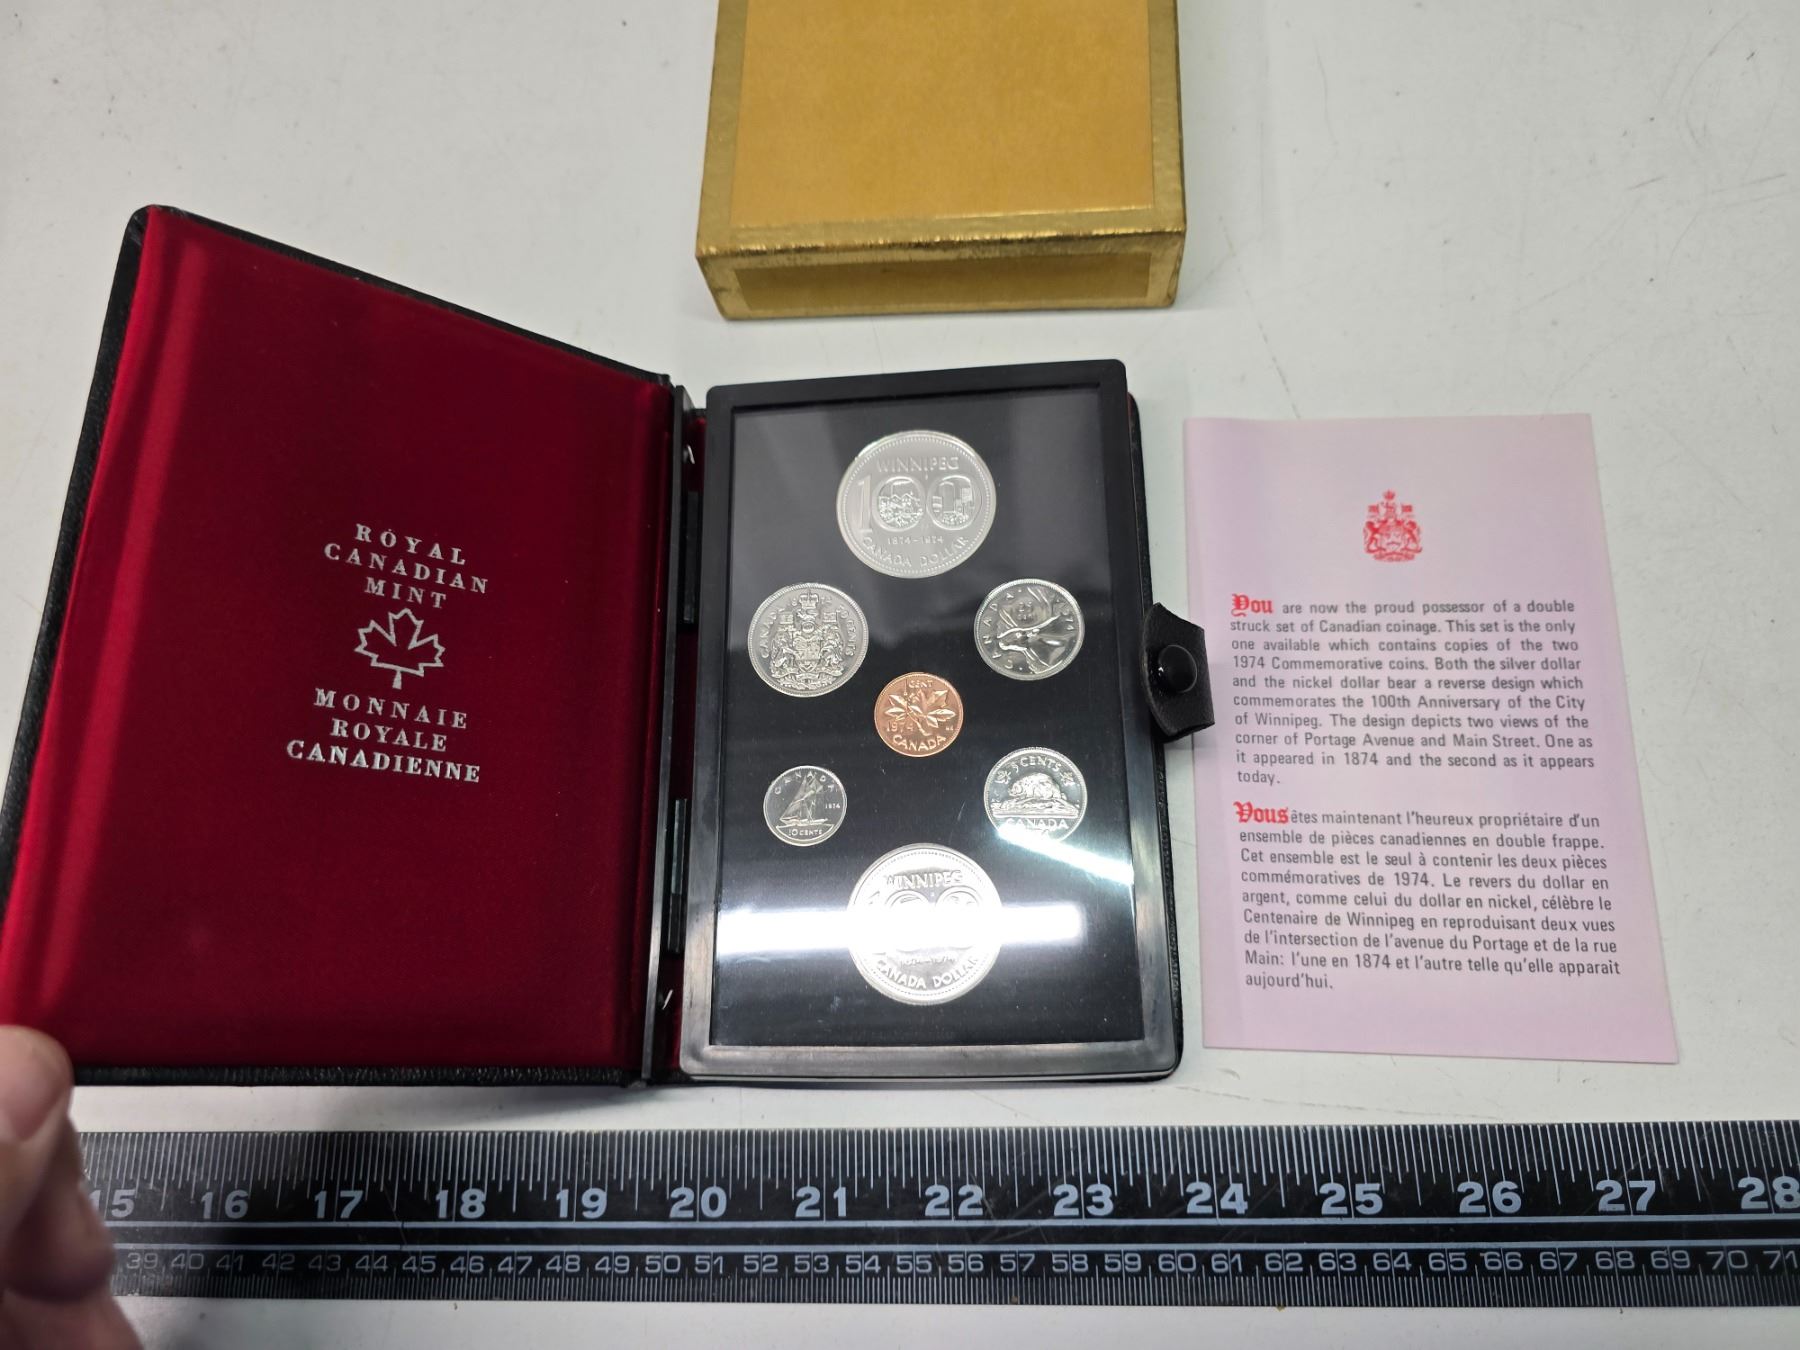 ROYAL
CANADIAN
MINT
MONNAIE
ROYALE
CANADIENNE
WINNIPEG
100
1874-1974
CANADA DOLLAR
CANADA
50 CENTS
CANADA 1974
CENT
1974
CANADA
CANADA
1974
10 CENTS
5 CENTS
CANADA
WINNIPEG
1874-1974
CANADA DOLLAR
You are now the proud possessor of a double
struck set of Canadian coinage. This set is the only
one available which contains copies of the two
1974 Commemorative coins. Both the silver dollar
and the nickel dollar bear a reverse design which
commemorates the 100th Anniversary of the City
of Winnipeg. The design depicts two views of the
corner of Portage Avenue and Main Street. One as
it appeared in 1874 and the second as it appears
today.
Vous êtes maintenant l'heureux propriétaire d'un
ensemble de pièces canadiennes en double frappe.
Cet ensemble est le seul à contenir les deux pièces
commémoratives de 1974. Le revers du dollar en
argent, comme celui du dollar en nickel, célèbre le
Centenaire de Winnipeg en reproduisant deux vues
de l'intersection de l'avenue du Portage et de la rue
Main: l'une en 1874 et l'autre telle qu'elle apparaît
aujourd'hui.
15 16 17 18 19 20 21 22 23 24 25 26 27 28
39 40 41 42 43 44 45 46 47 48 49 50 51 52 53 54 55 56 57 58 59 60 61 62 63 64 65 66 67 68 69 70 71